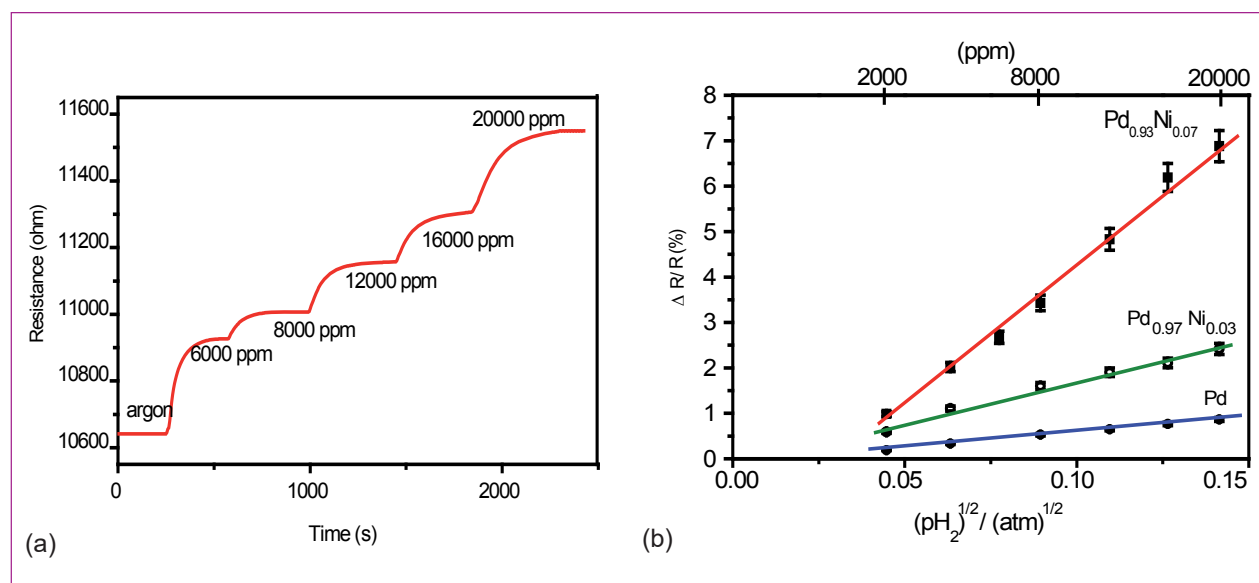 11600
11400
11200
11000
10800
10600
Resistance (ohm)
argon
6000 ppm
8000 ppm
12000 ppm
16000 ppm
20000 ppm
0 1000 2000
Time (s)
(a)
(ppm)
2000 8000 20000
8
7
6
5
4
3
2
1
0
Δ R/R (%)
Pd0.93Ni0.07
Pd0.97 Ni0.03
Pd
0.00 0.05 0.10 0.15
(pH2)1/2/ (atm)1/2
(b)